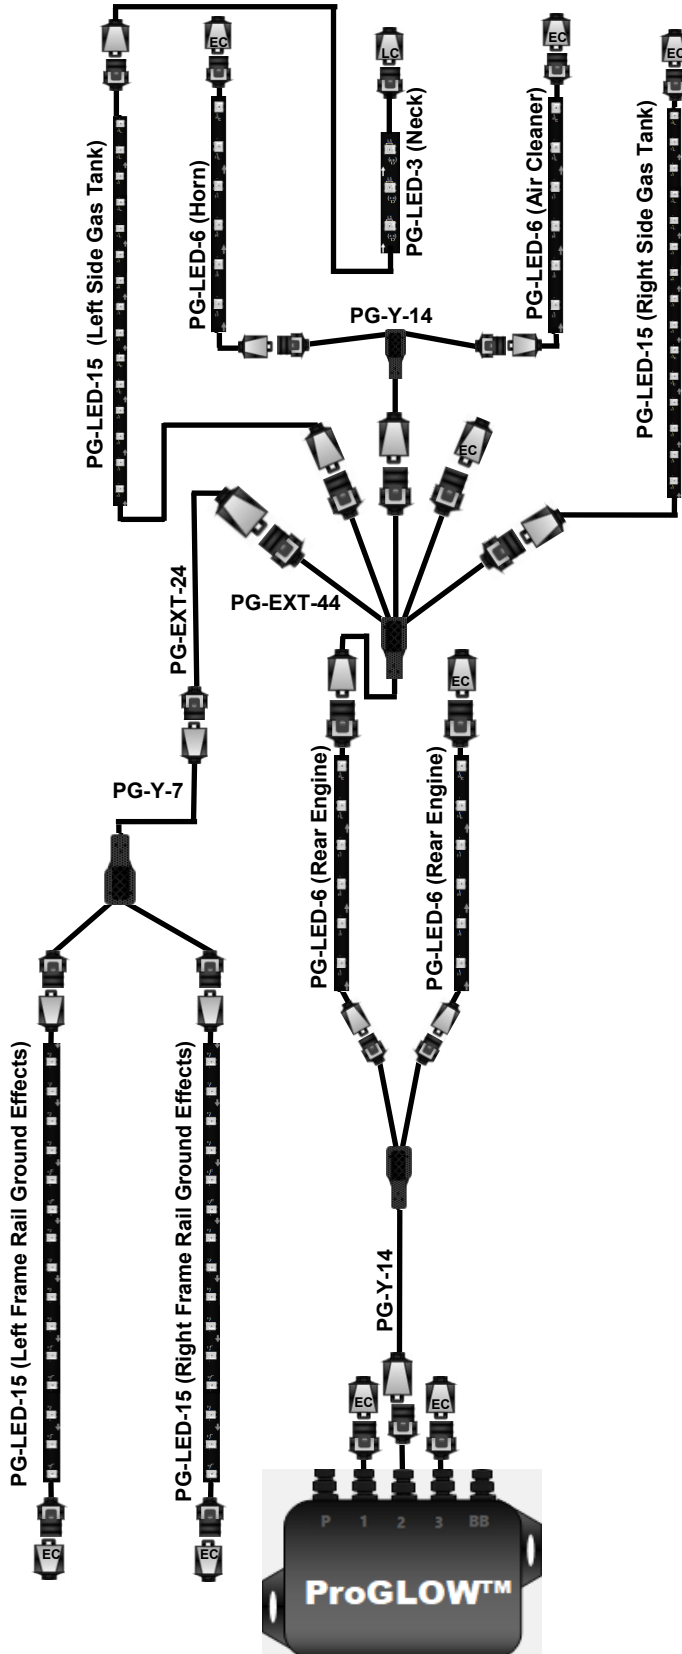 EC
LC
EC
EC
PG-LED-15 (Left Side Gas Tank)
PG-LED-6 (Horn)
PG-LED-3 (Neck)
PG-LED-6 (Air Cleaner)
PG-LED-15 (Right Side Gas Tank)
PG-Y-14
EC
PG-EXT-24
PG-EXT-44
EC
PG-Y-7
PG-LED-6 (Rear Engine)
PG-LED-6 (Rear Engine)
PG-LED-15 (Left Frame Rail Ground Effects)
PG-LED-15 (Right Frame Rail Ground Effects)
PG-Y-14
EC
EC
EC
EC
P 1 2 3 BB
ProGLOW™